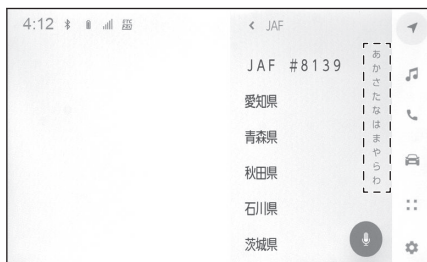 4:12
ETC
‹ JAF
JAF #8139
愛知県
青森県
秋田県
石川県
茨城県
あ
か
さ
た
な
は
ま
や
ら
わ